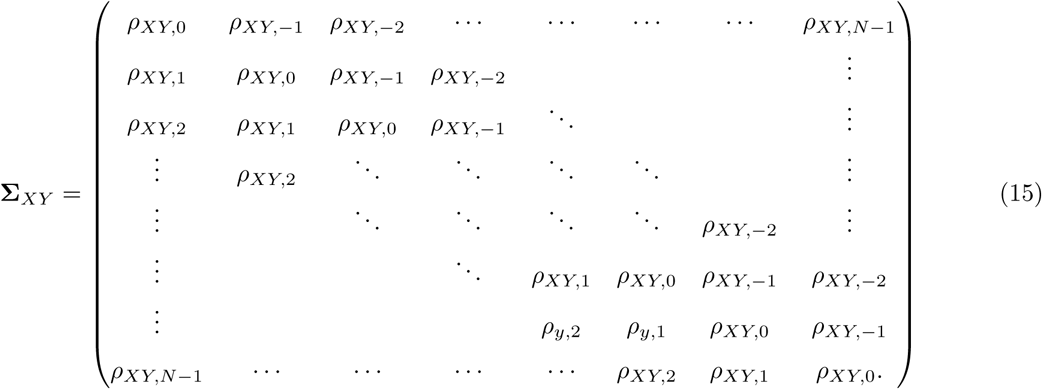 ρ_{XY,0} ρ_{XY,−1} ρ_{XY,−2} ⋯ ⋯ ⋯ ⋯ ρ_{XY,N−1}
ρ_{XY,1} ρ_{XY,0} ρ_{XY,−1} ρ_{XY,−2} ⋮
ρ_{XY,2} ρ_{XY,1} ρ_{XY,0} ρ_{XY,−1} ⋱ ⋮
Σ_{XY} = ⋮ ρ_{XY,2} ⋱ ⋱ ⋱ ⋱ ⋮ (15)
⋮ ⋱ ⋱ ⋱ ⋱ ρ_{XY,−2} ⋮
⋮ ⋱ ρ_{XY,1} ρ_{XY,0} ρ_{XY,−1} ρ_{XY,−2}
⋮ ρ_{y,2} ρ_{y,1} ρ_{XY,0} ρ_{XY,−1}
ρ_{XY,N−1} ⋯ ⋯ ⋯ ⋯ ρ_{XY,2} ρ_{XY,1} ρ_{XY,0}.